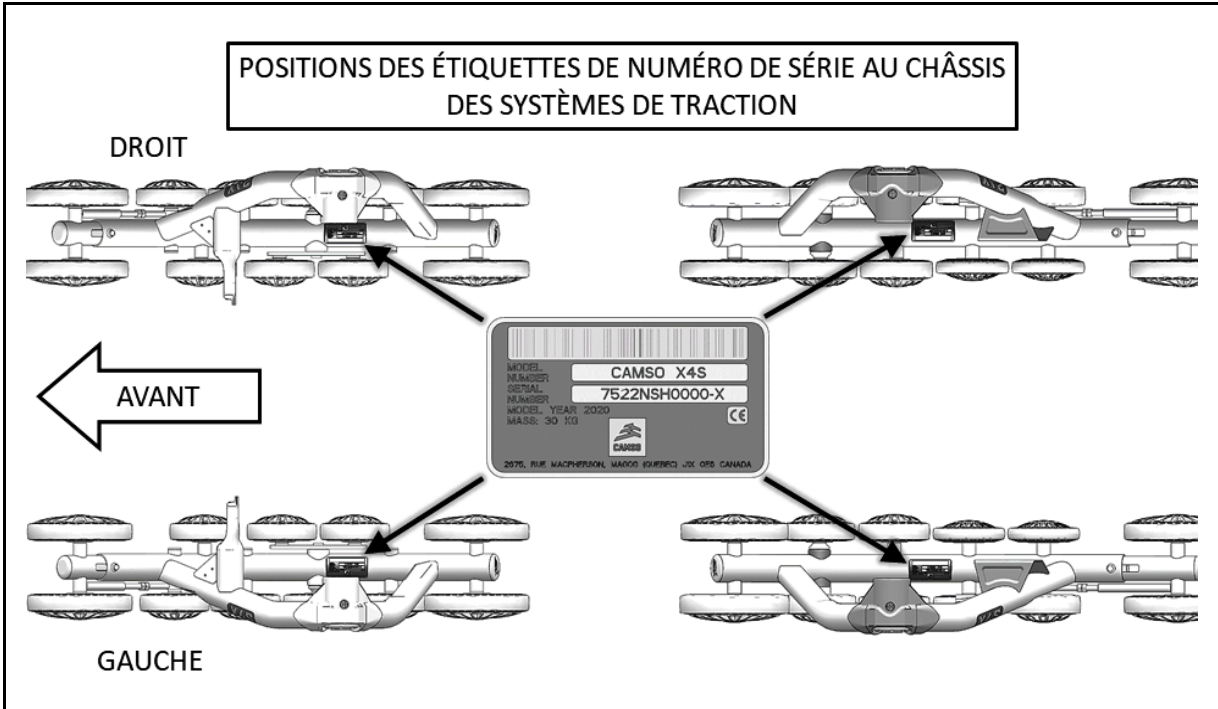 POSITIONS DES ÉTIQUETTES DE NUMÉRO DE SÉRIE AU CHÂSSIS
DES SYSTÈMES DE TRACTION
DROIT
AVANT
MODEL
NUMBER
CAMSO X4S
SERIAL
NUMBER
7522NSH0000-X
MODEL YEAR 2020
MASS: 30 KG
CE
CAMSO
2675, RUE MACPHERSON, MAGOG (QUEBEC) J1X 0E6 CANADA
GAUCHE